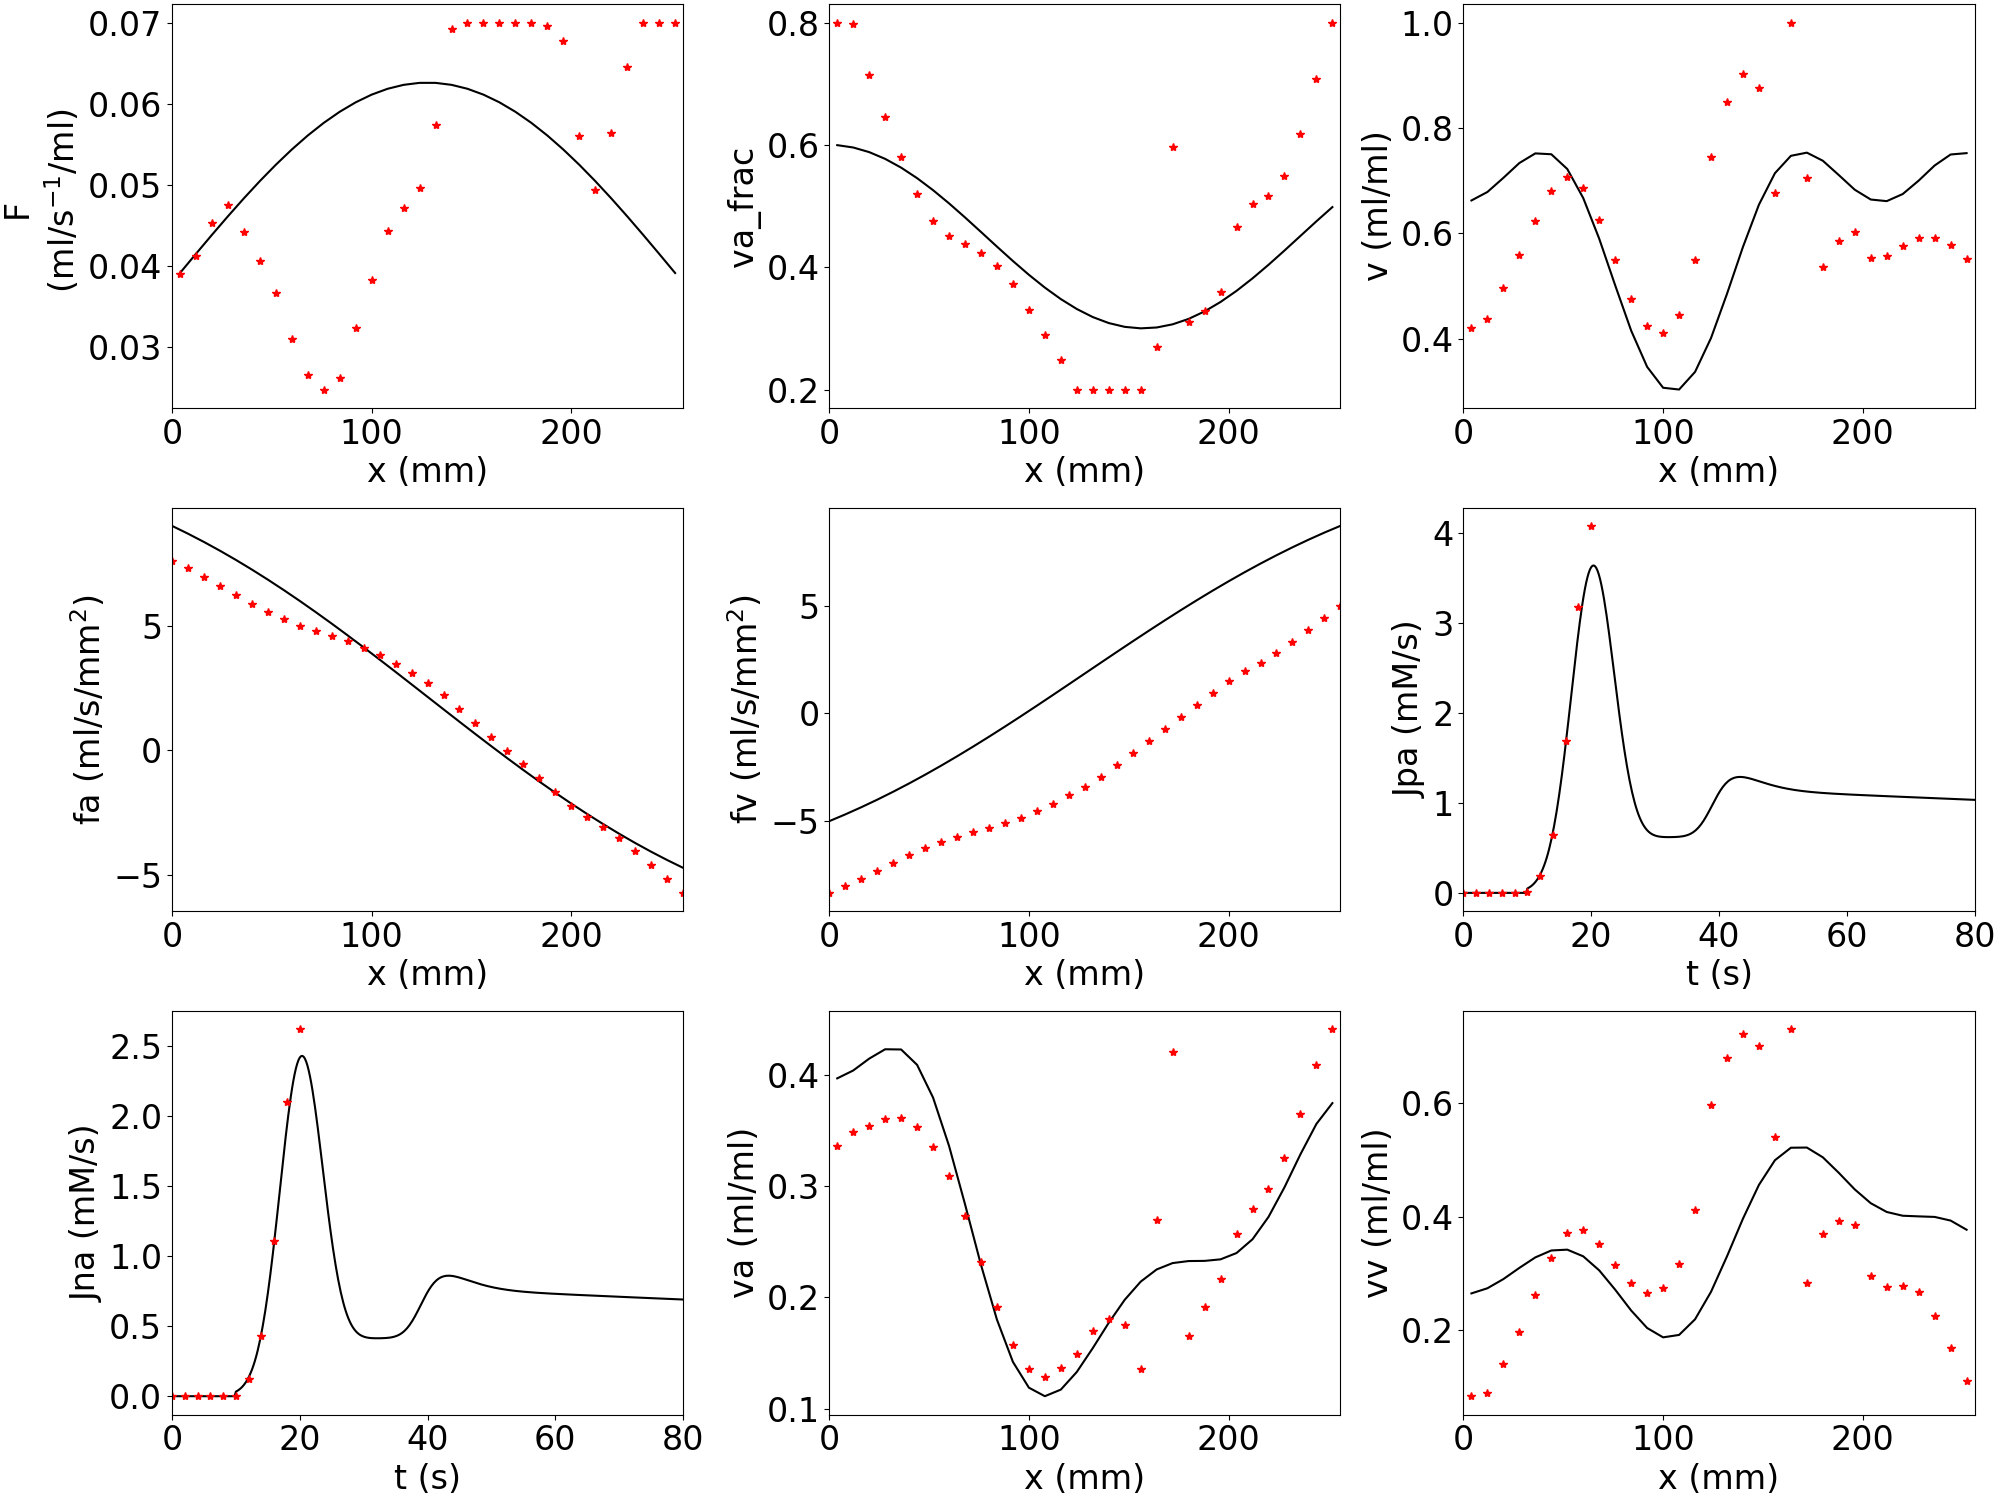 F
(ml/s⁻¹/ml)
0.07
0.06
0.05
0.04
0.03
0 100 200
x (mm)
va_frac
0.8
0.6
0.4
0.2
0 100 200
x (mm)
v (ml/ml)
1.0
0.8
0.6
0.4
0 100 200
x (mm)
fa (ml/s/mm²)
5
0
−5
0 100 200
x (mm)
fv (ml/s/mm²)
5
0
−5
0 100 200
x (mm)
Jpa (mM/s)
4
3
2
1
0
0 20 40 60 80
t (s)
Jna (mM/s)
2.5
2.0
1.5
1.0
0.5
0.0
0 20 40 60 80
t (s)
va (ml/ml)
0.4
0.3
0.2
0.1
0 100 200
x (mm)
vv (ml/ml)
0.6
0.4
0.2
0 100 200
x (mm)